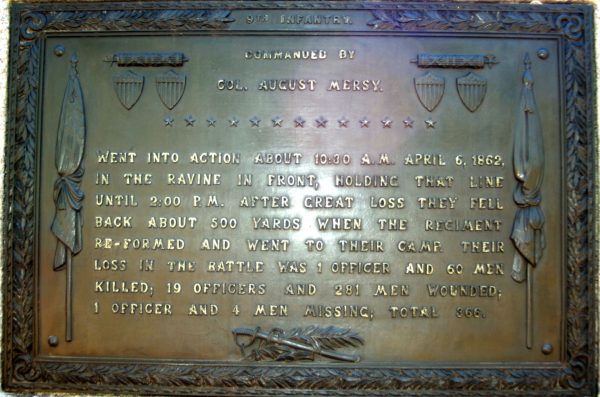 9TH INFANTRY.
COMMANDED BY
COL. AUGUST MERSY.
WENT INTO ACTION ABOUT 10:30 A.M. APRIL 6, 1862,
IN THE RAVINE IN FRONT, HOLDING THAT LINE
UNTIL 2:00 P.M. AFTER GREAT LOSS THEY FELL
BACK ABOUT 500 YARDS WHEN THE REGIMENT
RE-FORMED AND WENT TO THEIR CAMP. THEIR
LOSS IN THE BATTLE WAS 1 OFFICER AND 60 MEN
KILLED; 19 OFFICERS AND 281 MEN WOUNDED;
1 OFFICER AND 4 MEN MISSING; TOTAL 366.